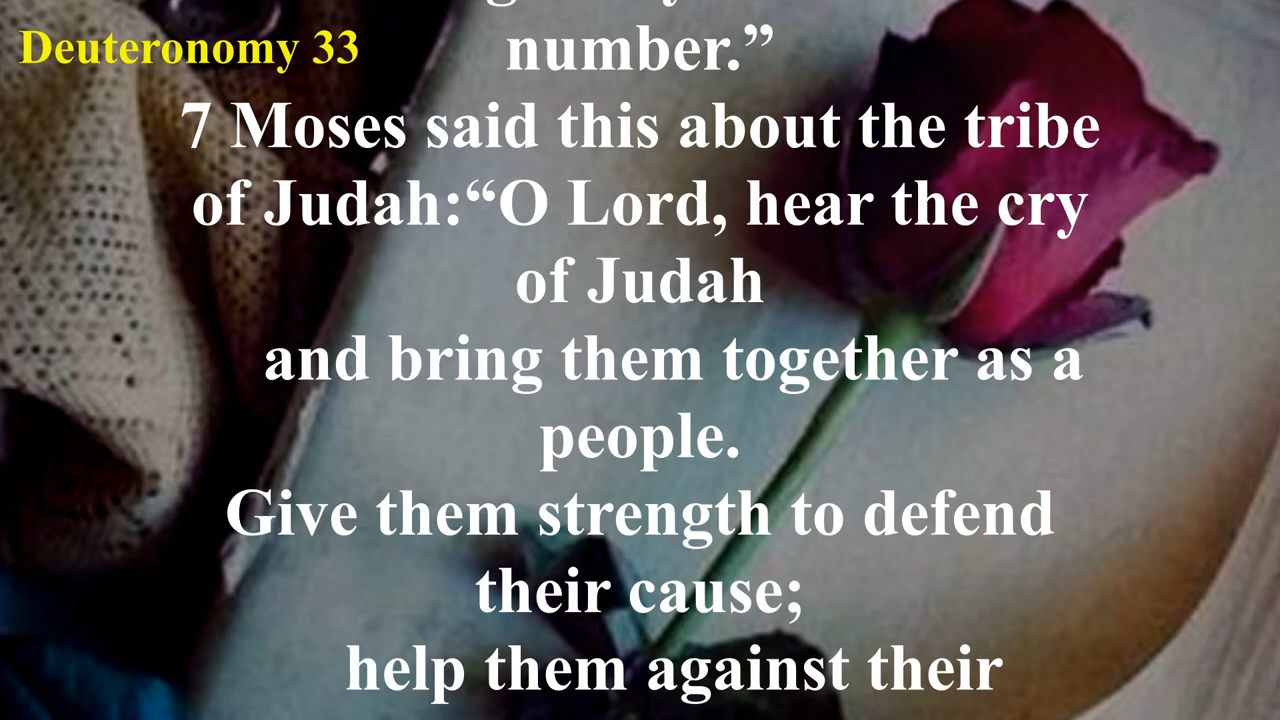 Deuteronomy 33
number.”
7 Moses said this about the tribe
of Judah:“O Lord, hear the cry
of Judah
and bring them together as a
people.
Give them strength to defend
their cause;
help them against their